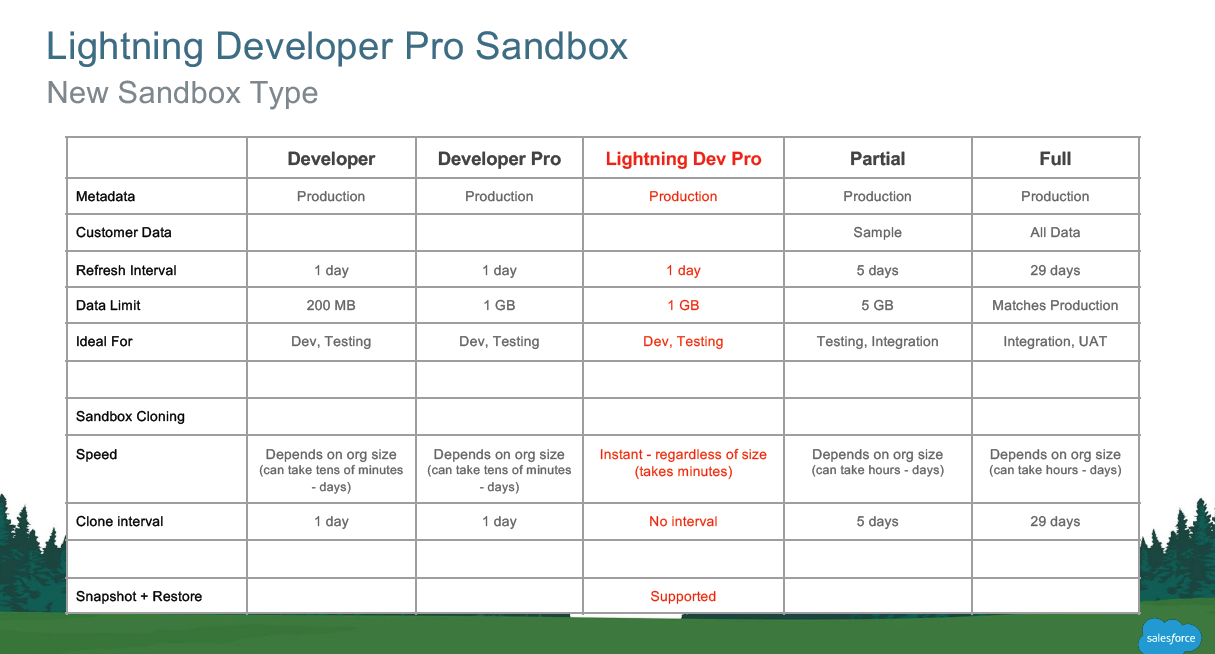 Lightning Developer Pro Sandbox
New Sandbox Type
Developer Developer Pro Lightning Dev Pro Partial Full
Metadata Production Production Production Production Production
Customer Data Sample All Data
Refresh Interval 1 day 1 day 1 day 5 days 29 days
Data Limit 200 MB 1 GB 1 GB 5 GB Matches Production
Ideal For Dev, Testing Dev, Testing Dev, Testing Testing, Integration Integration, UAT
Sandbox Cloning
Speed Depends on org size Depends on org size Instant - regardless of size Depends on org size Depends on org size
(can take tens of minutes (can take tens of minutes (takes minutes) (can take hours - days) (can take hours - days)
- days) - days)
Clone interval 1 day 1 day No interval 5 days 29 days
Snapshot + Restore Supported
salesforce